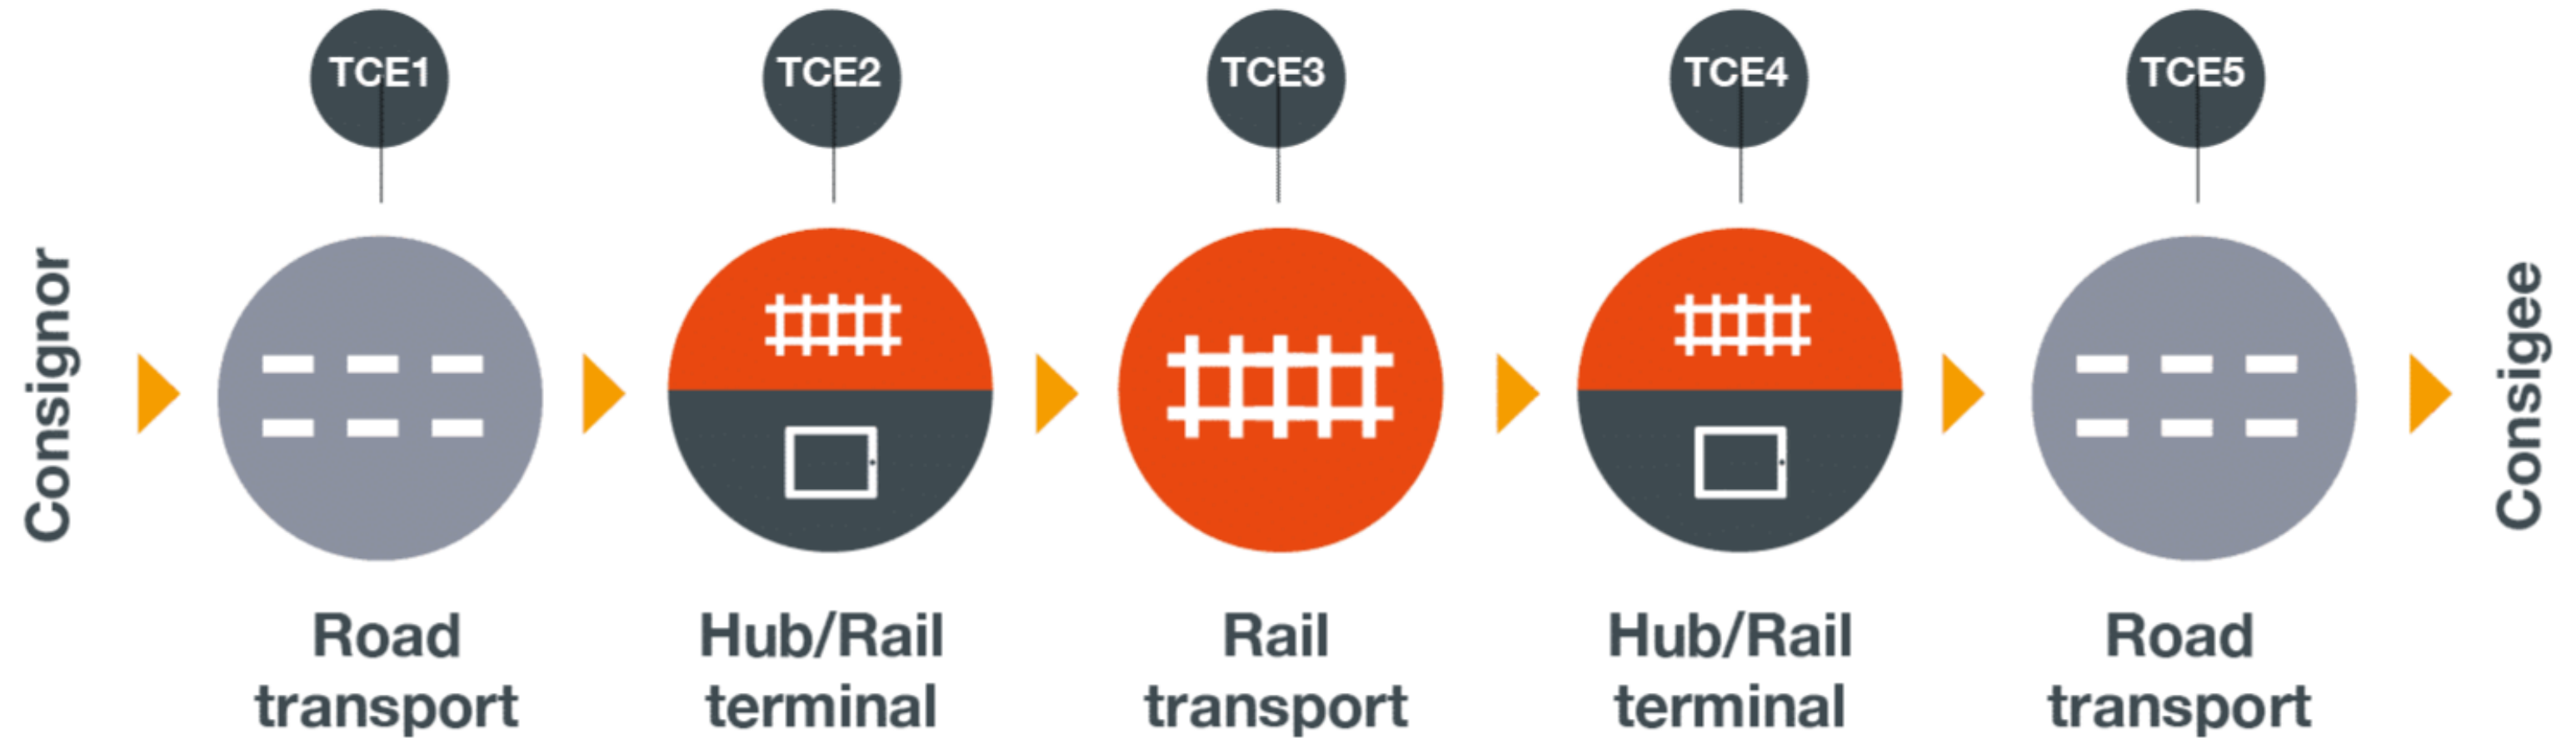 TCE1
TCE2
TCE3
TCE4
TCE5
Consignor
Road
transport
Hub/Rail
terminal
Rail
transport
Hub/Rail
terminal
Road
transport
Consigee